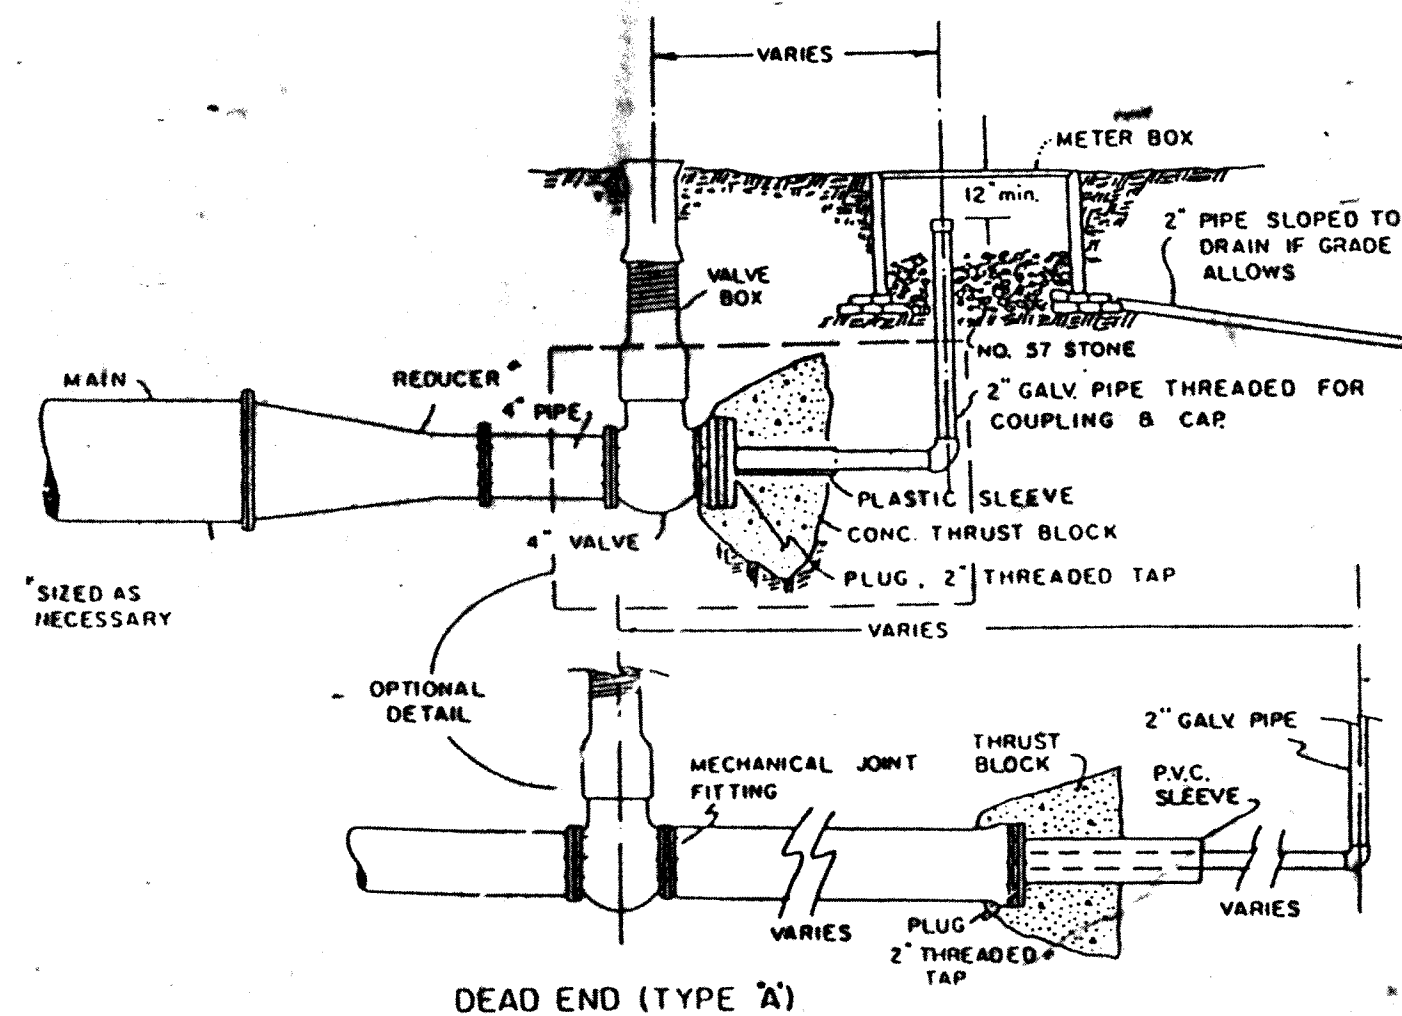 VARIES
METER BOX
12" min.
2" PIPE SLOPED TO
DRAIN IF GRADE
ALLOWS
VALVE
BOX
NO. 57 STONE
MAIN
REDUCER*
4" PIPE
2" GALV. PIPE THREADED FOR
COUPLING & CAP.
PLASTIC SLEEVE
4" VALVE
CONC. THRUST BLOCK
PLUG, 2" THREADED TAP
*SIZED AS
NECESSARY
VARIES
OPTIONAL
DETAIL
2" GALV. PIPE
THRUST
BLOCK
MECHANICAL JOINT
FITTING
P.V.C.
SLEEVE
VARIES
VARIES
PLUG
2" THREADED
TAP
DEAD END (TYPE "A")